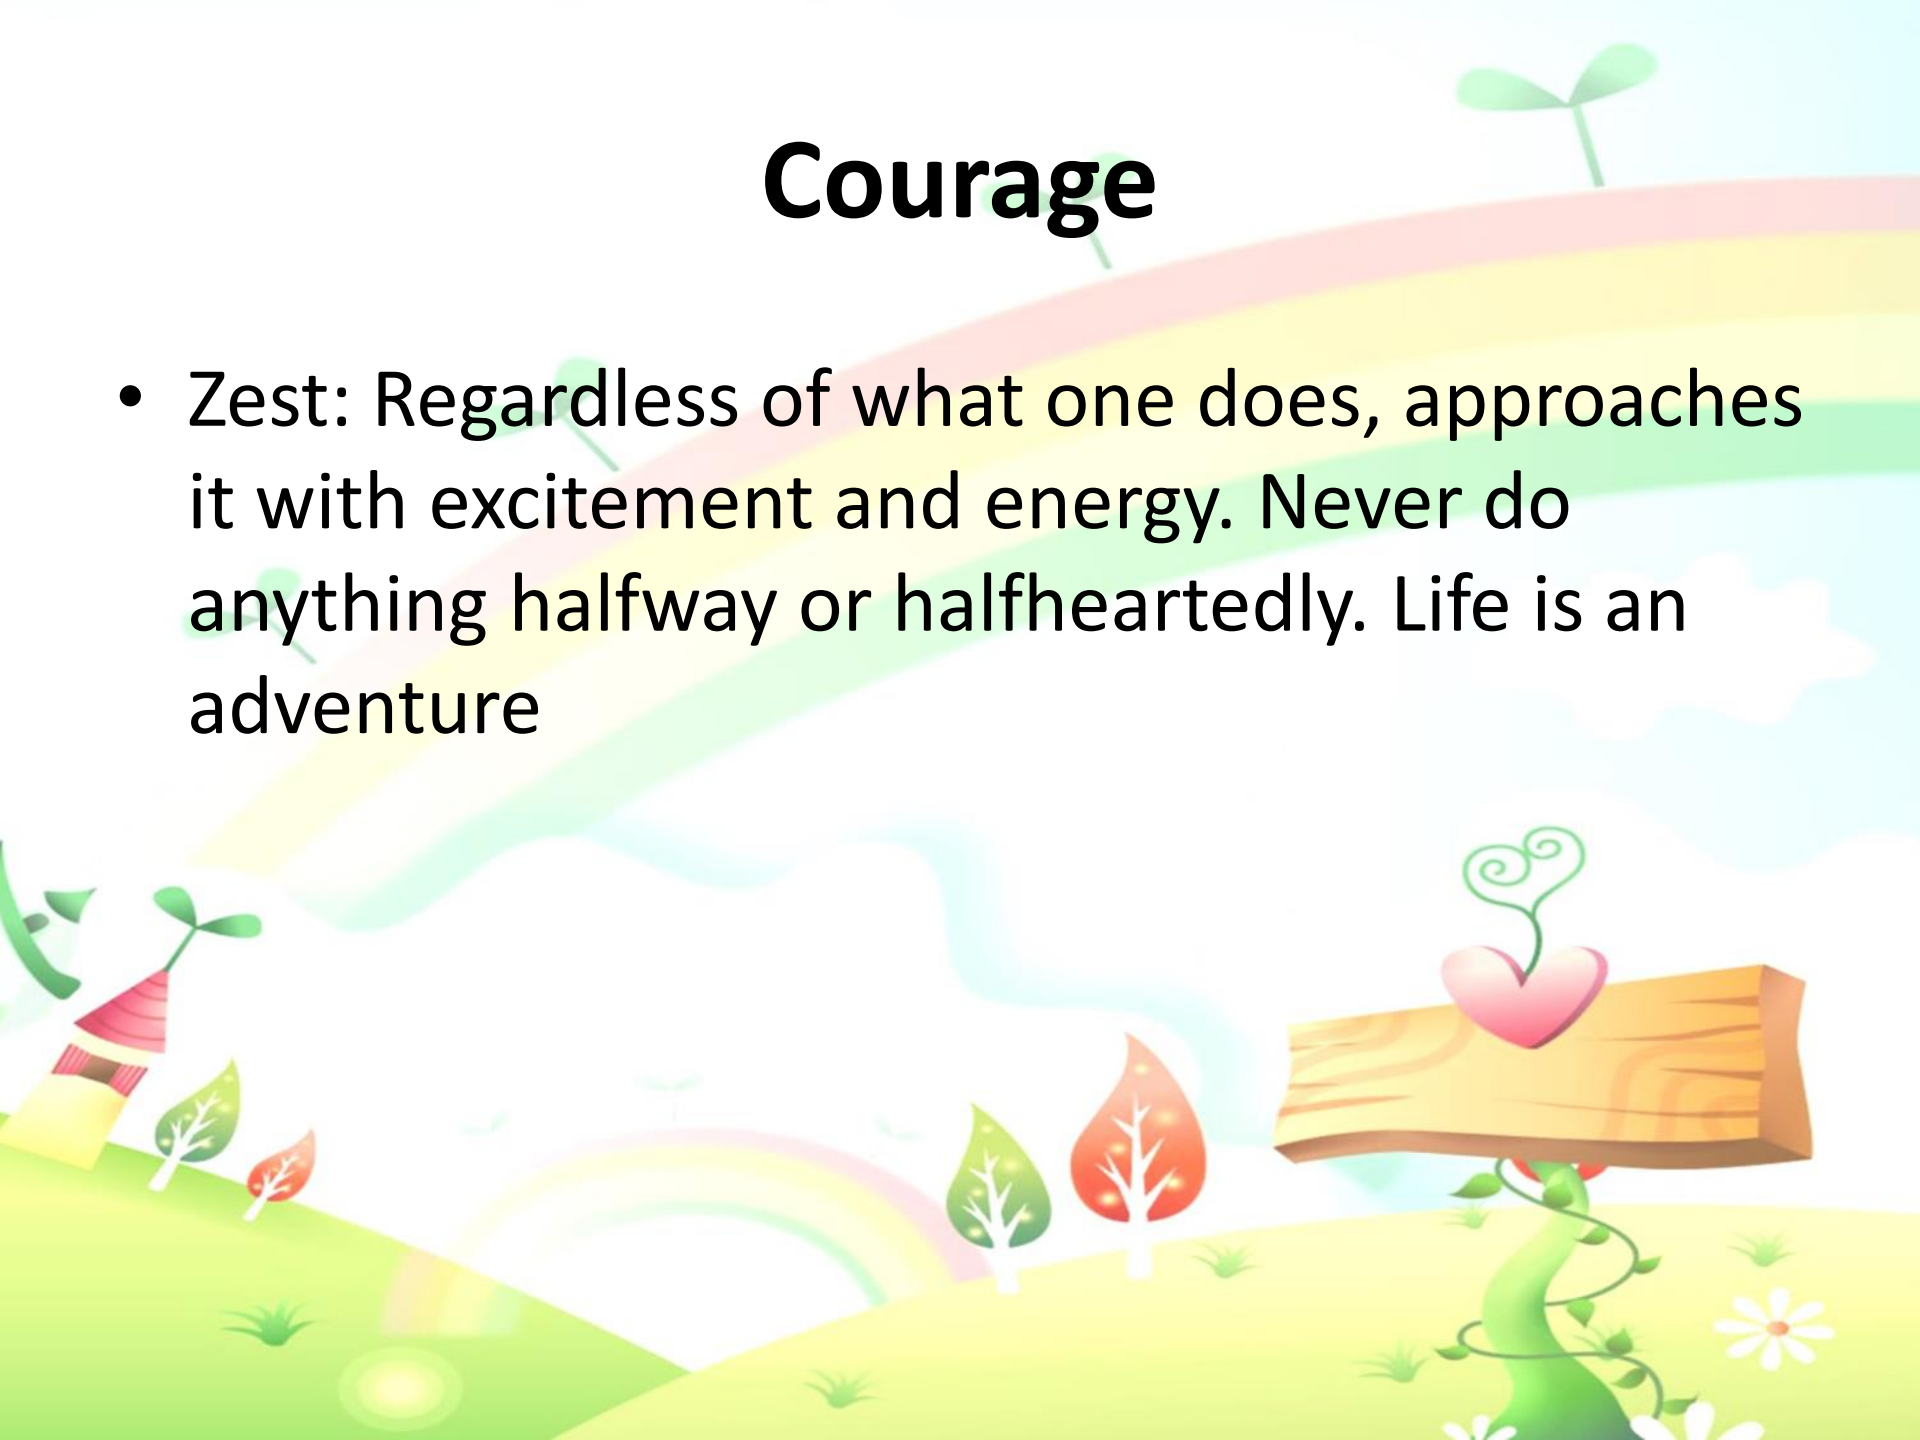 Courage
• Zest: Regardless of what one does, approaches
it with excitement and energy. Never do
anything halfway or halfheartedly. Life is an
adventure